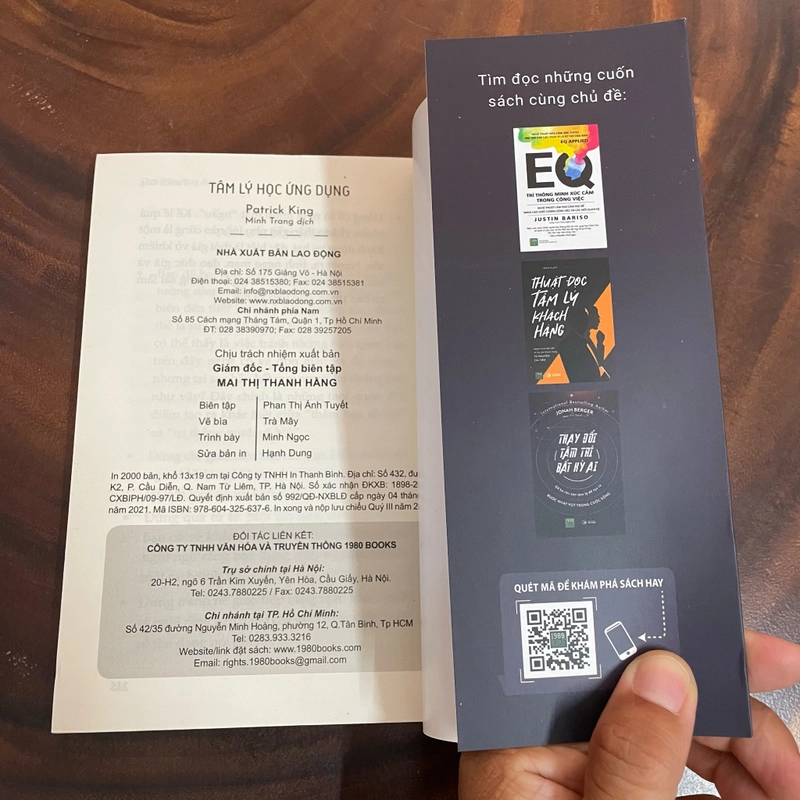 TÂM LÝ HỌC ỨNG DỤNG
Patrick King
Minh Trang dịch
NHÀ XUẤT BẢN LAO ĐỘNG
Địa chỉ: Số 175 Giảng Võ - Hà Nội
Điện thoại: 024 38515380; Fax: 024 38515381
Email: info@nxblaodong.com.vn
Website: www.nxblaodong.com.vn
Chi nhánh phía Nam
Số 85 Cách mạng Tháng Tám, Quận 1, Tp Hồ Chí Minh
ĐT: 028 38390970; Fax: 028 39257205
Chịu trách nhiệm xuất bản
Giám đốc - Tổng biên tập
MAI THỊ THANH HẰNG
Biên tập Phan Thị Ánh Tuyết
Vẽ bìa Trà Mây
Trình bày Minh Ngọc
Sửa bản in Hạnh Dung
In 2000 bản, khổ 13x19 cm tại Công ty TNHH In Thanh Bình. Địa chỉ: Số 432, đư
K2, P. Cầu Diễn, Q. Nam Từ Liêm, TP. Hà Nội. Số xác nhận ĐKXB: 1898-2
CXBIPH/09-97/LĐ. Quyết định xuất bản số 992/QĐ-NXBLĐ cấp ngày 04 tháng
năm 2021. Mã ISBN: 978-604-325-637-6. In xong và nộp lưu chiểu Quý III năm 2
ĐỐI TÁC LIÊN KẾT:
CÔNG TY TNHH VĂN HÓA VÀ TRUYỀN THÔNG 1980 BOOKS
Trụ sở chính tại Hà Nội:
20-H2, ngõ 6 Trần Kim Xuyến, Yên Hòa, Cầu Giấy, Hà Nội.
Tel: 0243.7880225 / Fax: 0243.7880225
Chi nhánh tại TP. Hồ Chí Minh:
Số 42/35 đường Nguyễn Minh Hoàng, phường 12, Q.Tân Bình, Tp HCM
Tel: 0283.933.3216
Website/link đặt sách: www.1980books.com
Email: rights.1980books@gmail.com
Tìm đọc những cuốn
sách cùng chủ đề:
EQ APPLIED
EQ
TRÍ THÔNG MINH XÚC CẢM
TRONG CÔNG VIỆC
JUSTIN BARISO
THUẬT ĐỌC
TÂM LÝ
KHÁCH
HÀNG
International Bestselling Author
JONAH BERGER
THAY ĐỔI
TÂM TRÍ
BẤT KỲ AI
QUÉT MÃ ĐỂ KHÁM PHÁ SÁCH HAY
1980